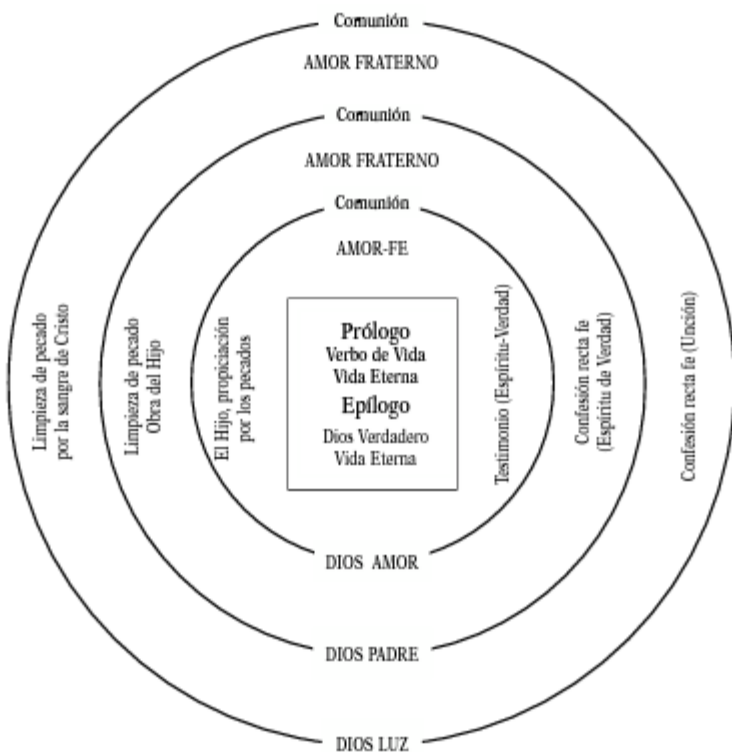 Comunión
AMOR FRATERNO
Comunión
AMOR FRATERNO
Comunión
AMOR-FE
Limpieza de pecado
por la sangre de Cristo
Limpieza de pecado
Obra del Hijo
El Hijo, propiciación
por los pecados
Prólogo
Verbo de Vida
Vida Eterna
Epílogo
Dios Verdadero
Vida Eterna
Testimonio (Espíritu-Verdad)
Confesión recta fe
(Espíritu de Verdad)
Confesión recta fe (Unción)
DIOS AMOR
DIOS PADRE
DIOS LUZ